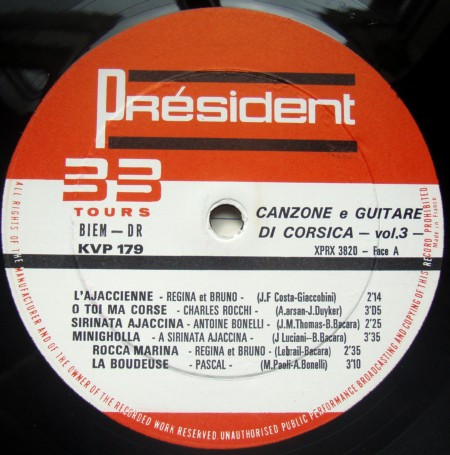 Président
33
TOURS
BIEM — DR
KVP 179
CANZONE e GUITARE
DI CORSICA — vol.3 —
XPRX 3820 - Face A
Made in France
L'AJACCIENNE - REGINA et BRUNO - (J.F Costa-Giaccobini) 2'14
O TOI MA CORSE - CHARLES ROCCHI - (A.arsan-J.Duyker) 3'D5
SIRINATA AJACCINA - ANTOINE BONELLI - (J.M.Thomas-B.Bacara) 2'25
MINIGHOLLA - A SIRINATA AJACCINA - (J Luciani-B.Bacara) 3'35
ROCCA MARINA - REGINA et BRUNO - (Lebrail-Bacara) 2'35
LA BOUDEUSE - PASCAL - (M.Paoli-A.Bonelli) 3'10
ALL RIGHTS OF THE MANUFACTURER AND OF THE OWNER OF THE RECORDED WORK RESERVED. UNAUTHORISED PUBLIC PERFORMANCE BROADCASTING AND COPYING OF THIS RECORD PROHIBITED